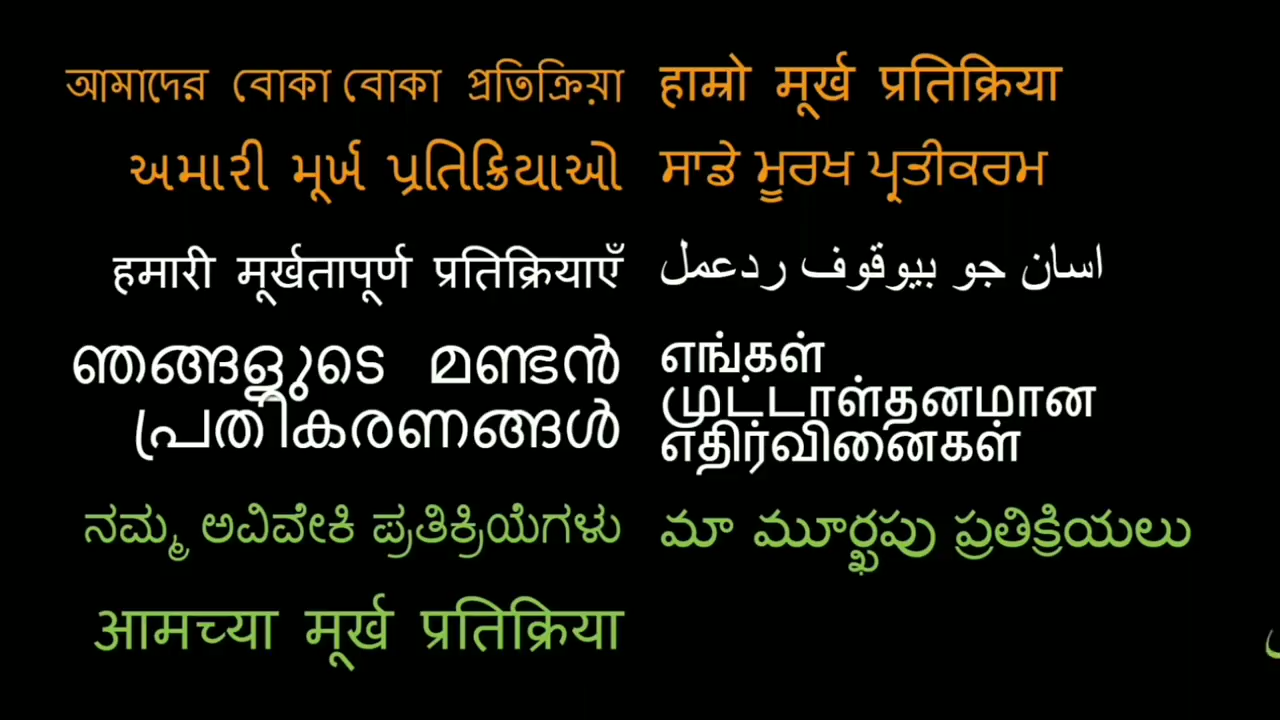 আমাদের বোকা বোকা প্রতিক্রিয়া
हाम्रो मूर्ख प्रतिक्रिया
અમારી મૂર્ખ પ્રતિક્રિયાઓ
ਸਾਡੇ ਮੂਰਖ ਪ੍ਰਤੀਕਰਮ
हमारी मूर्खतापूर्ण प्रतिक्रियाएँ
اسان جو بيوقوف ردعمل
ഞങ്ങളുടെ മണ്ടൻ
പ്രതികരണങ്ങൾ
எங்கள்
முட்டாள்தனமான
எதிர்வினைகள்
ನಮ್ಮ ಅವಿವೇಕಿ ಪ್ರತಿಕ್ರಿಯೆಗಳು
మా మూర్ఖపు ప్రతిక్రియలు
आमच्या मूर्ख प्रतिक्रिया